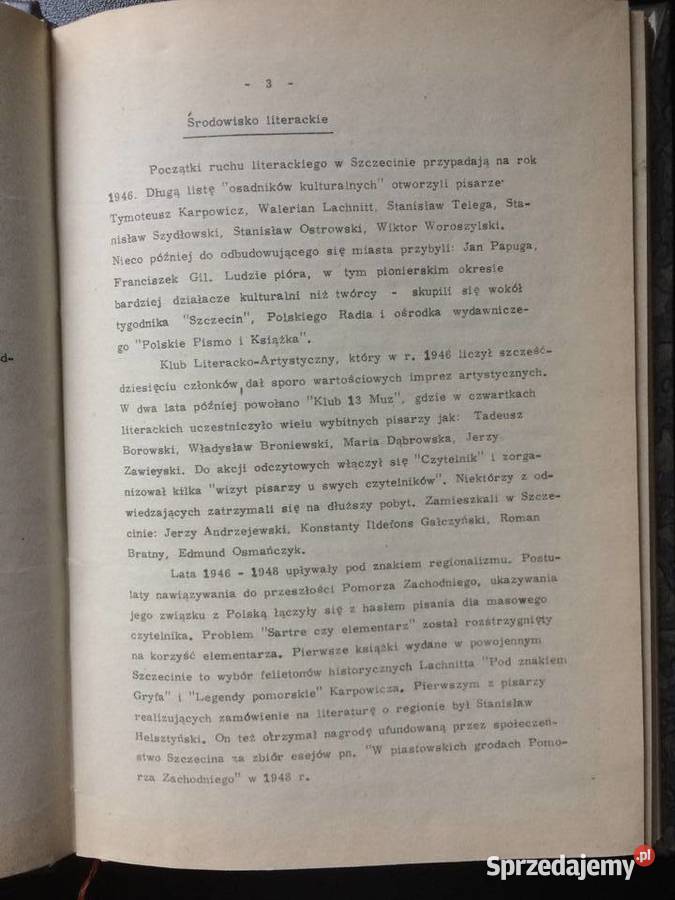 - 3 -
Środowisko literackie
Początki ruchu literackiego w Szczecinie przypadają na rok
1946. Długą listę "osadników kulturalnych" otworzyli pisarze
Tymoteusz Karpowicz, Walerian Lachnitt, Stanisław Telega, Sta-
nisław Szydłowski, Stanisław Ostrowski, Wiktor Woroszylski.
Nieco później do odbudowującego się miasta przybyli: Jan Papuga,
Franciszek Gil. Ludzie pióra, w tym pionierskim okresie
bardziej działacze kulturalni niż twórcy - skupili się wokół
tygodnika "Szczecin", Polskiego Radia i ośrodka wydawnicze-
go "Polskie Pismo i Książka".
d-
Klub Literacko-Artystyczny, który w r. 1946 liczył sześć-
dziesięciu członków, dał sporo wartościowych imprez artystycznych.
W dwa lata później powołano "Klub 13 Muz", gdzie w czwartkach
literackich uczestniczyło wielu wybitnych pisarzy jak: Tadeusz
Borowski, Władysław Broniewski, Maria Dąbrowska, Jerzy
Zawieyski. Do akcji odczytowych włączył się "Czytelnik" i zorga-
nizował kilka "wizyt pisarzy u swych czytelników". Niektórzy z od-
wiedzających zatrzymali się na dłuższy pobyt. Zamieszkali w Szcze-
cinie: Jerzy Andrzejewski, Konstanty Ildefons Gałczyński, Roman
Bratny, Edmund Osmańczyk.
Lata 1946 - 1948 upływały pod znakiem regionalizmu. Postu-
laty nawiązywania do przeszłości Pomorza Zachodniego, ukazywania
jego związku z Polską łączyły się z hasłem pisania dla masowego
czytelnika. Problem "Sartre czy elementarz" został rozstrzygnięty
na korzyść elementarza. Pierwsze książki wydane w powojennym
Szczecinie to wybór felietonów historycznych Lachnitta "Pod znakiem
Gryfa" i "Legendy pomorskie" Karpowicza. Pierwszym z pisarzy
realizujących zamówienie na literaturę o regionie był Stanisław
Helsztyński. On też otrzymał nagrodę ufundowaną przez społeczeń-
stwo Szczecina za zbiór esejów pn. "W piastowskich grodach Pomo-
rza Zachodniego" w 1948 r.
Sprzedajemy.pl